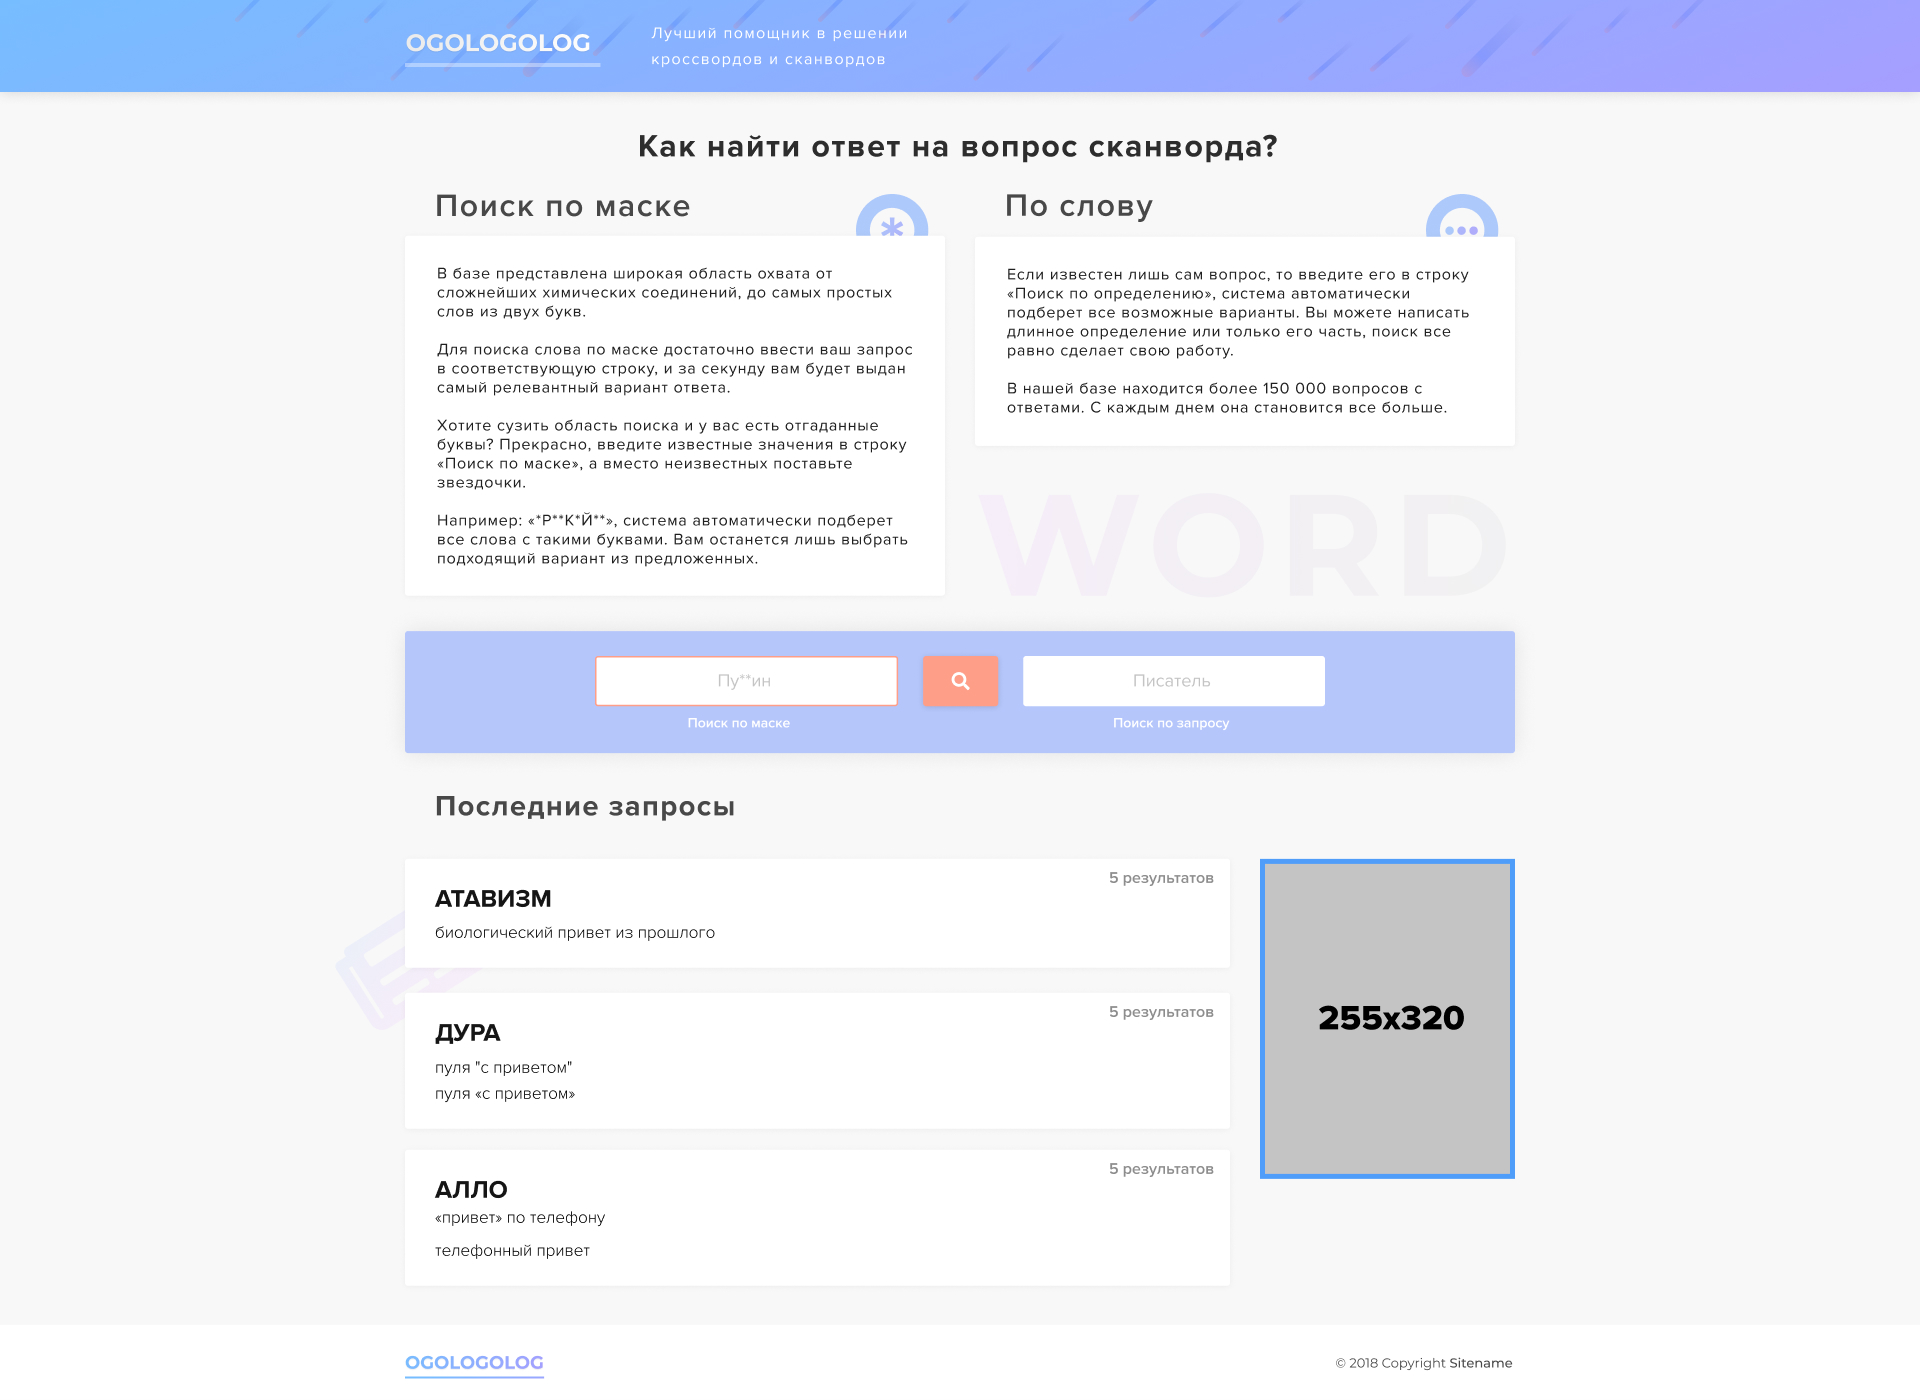 OGOLOGOLOG
Лучший помощник в решении
кроссвордов и сканвордов
Как найти ответ на вопрос сканворда?
Поиск по маске
*
В базе представлена широкая область охвата от
сложнейших химических соединений, до самых простых
слов из двух букв.
Для поиска слова по маске достаточно ввести ваш запрос
в соответствующую строку, и за секунду вам будет выдан
самый релевантный вариант ответа.
Хотите сузить область поиска и у вас есть отгаданные
буквы? Прекрасно, введите известные значения в строку
«Поиск по маске», а вместо неизвестных поставьте
звездочки.
Например: «*Р**К*Й**», система автоматически подберет
все слова с такими буквами. Вам останется лишь выбрать
подходящий вариант из предложенных.
По слову
Если известен лишь сам вопрос, то введите его в строку
«Поиск по определению», система автоматически
подберет все возможные варианты. Вы можете написать
длинное определение или только его часть, поиск все
равно сделает свою работу.
В нашей базе находится более 150 000 вопросов с
ответами. С каждым днем она становится все больше.
WORD
Пу**ин
Писатель
Поиск по маске
Поиск по запросу
Последние запросы
5 результатов
АТАВИЗМ
биологический привет из прошлого
5 результатов
ДУРА
пуля "с приветом"
пуля «с приветом»
5 результатов
АЛЛО
«привет» по телефону
телефонный привет
255x320
OGOLOGOLOG
© 2018 Copyright Sitename